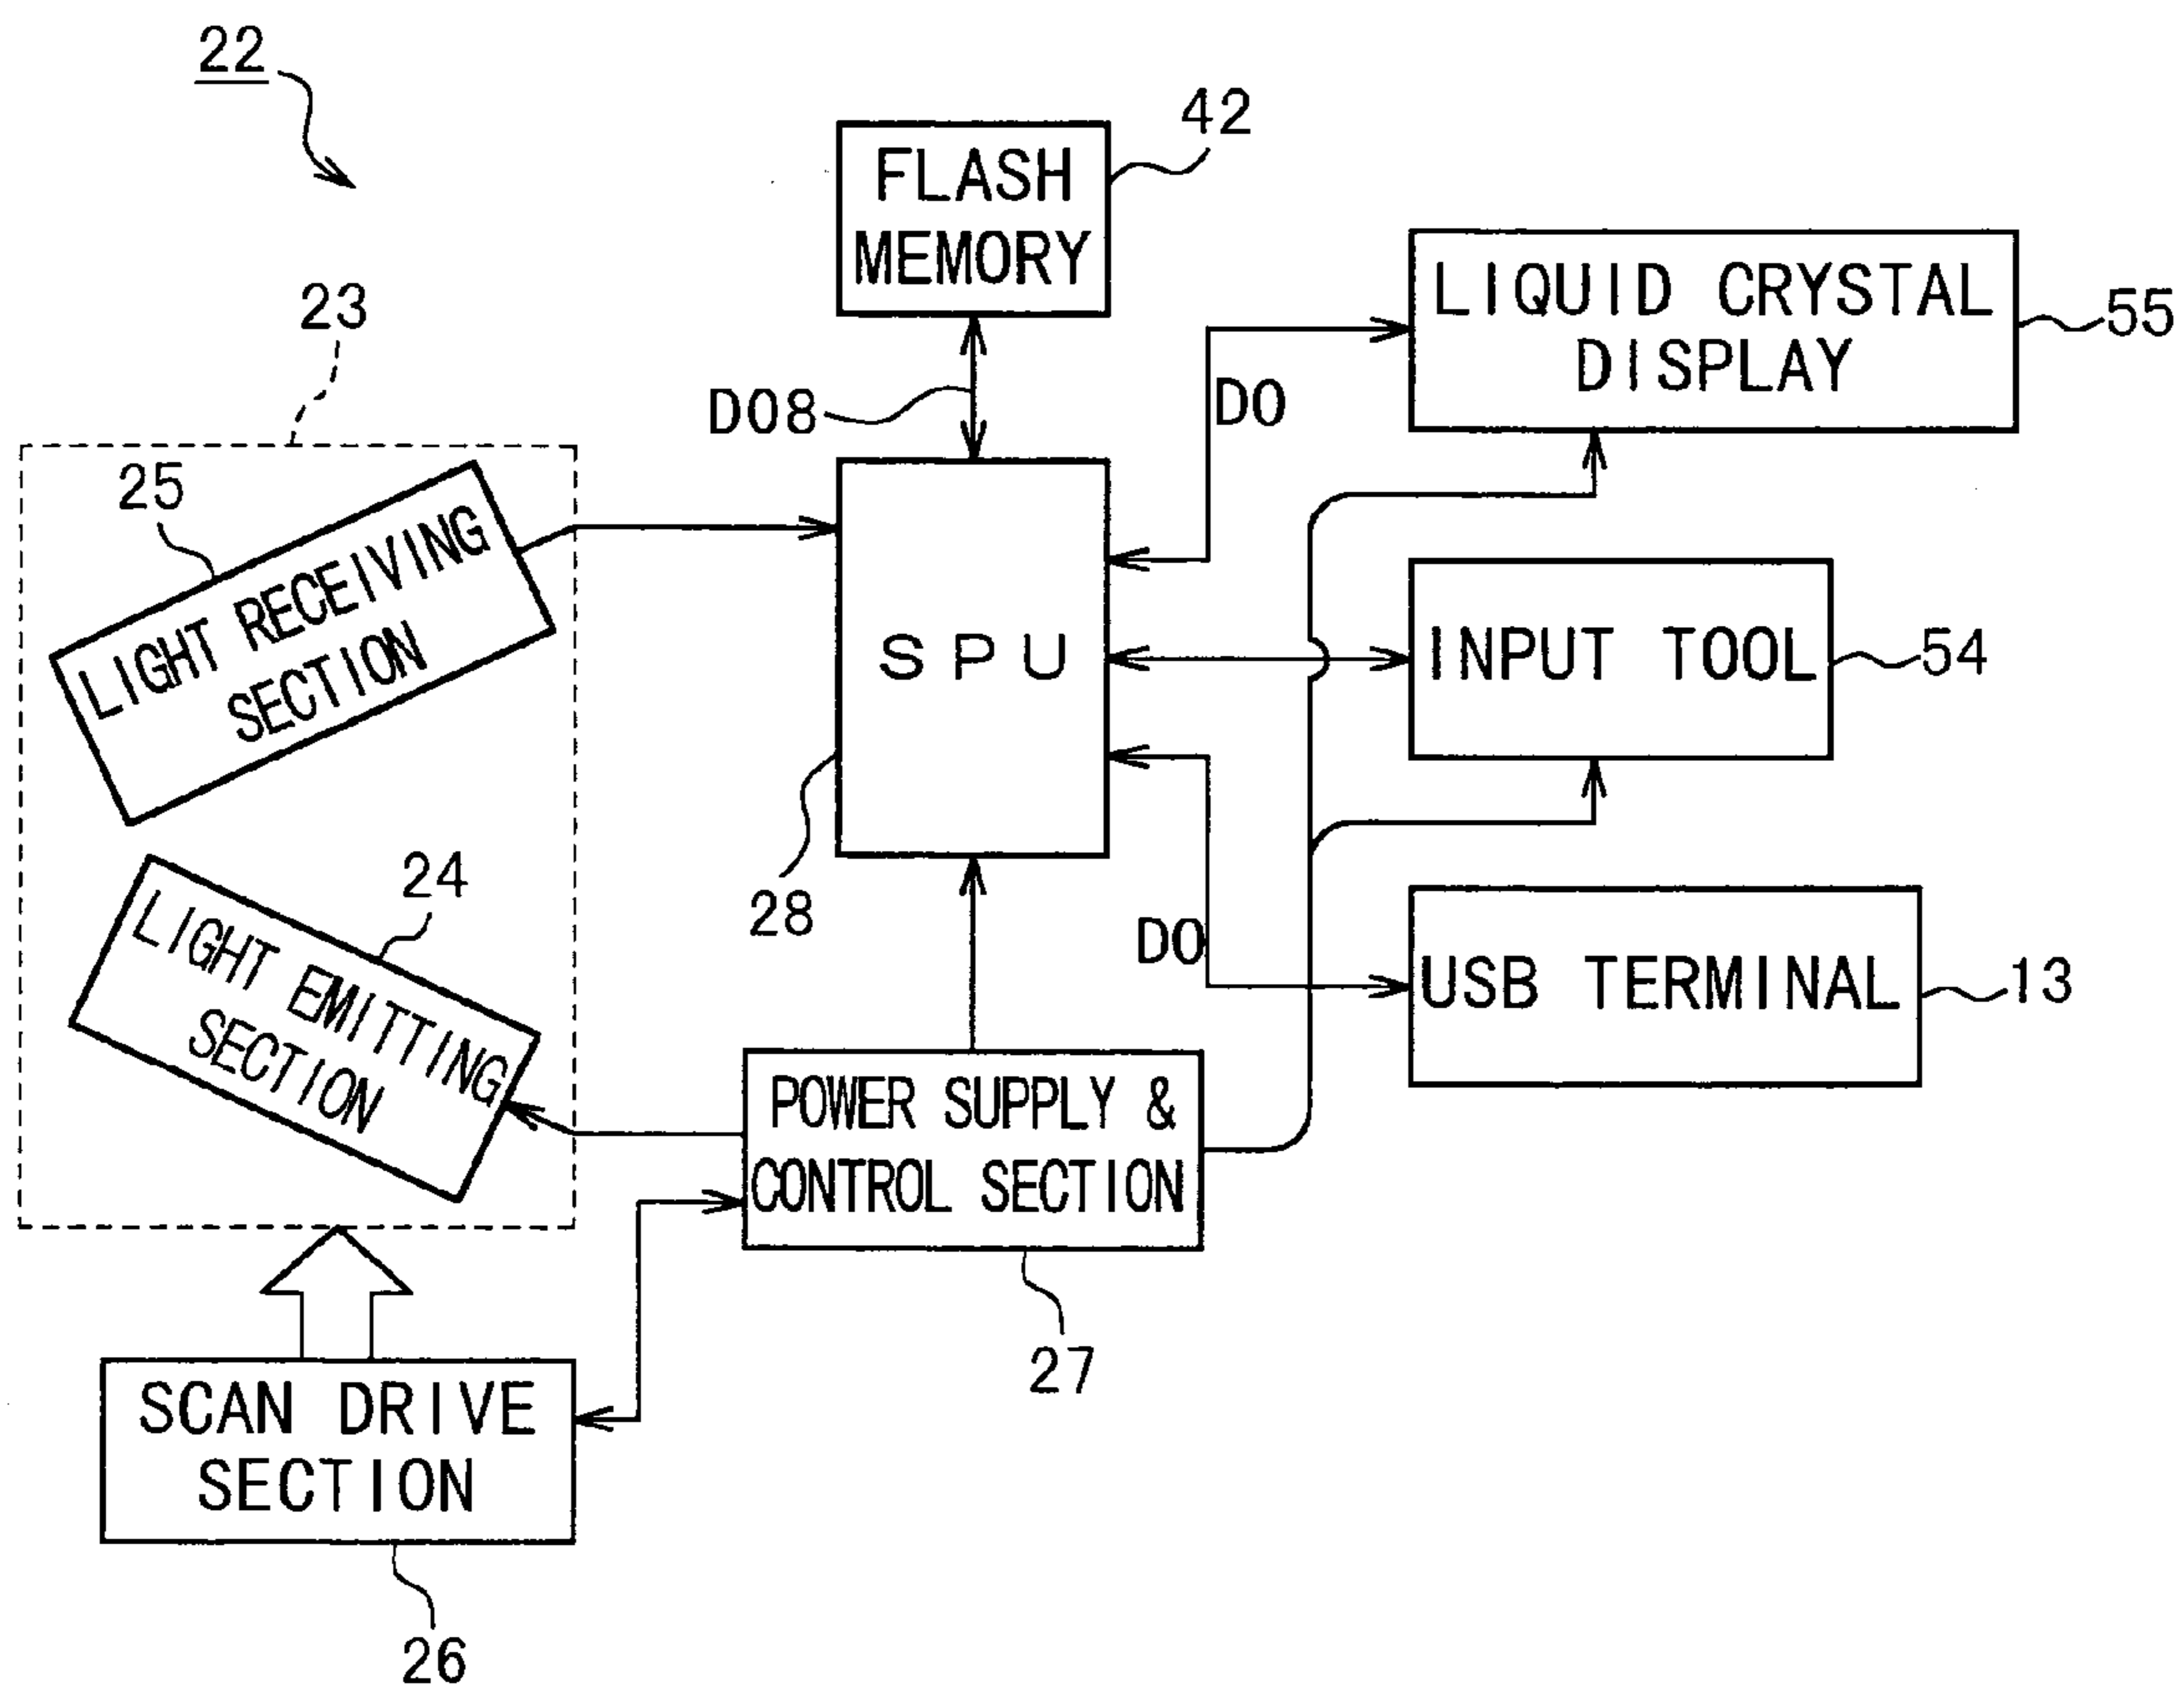 22
42
FLASH
MEMORY
23
LIQUID CRYSTAL
DISPLAY
55
DO8
DO
25
LIGHT RECEIVING
SECTION
SPU
INPUT TOOL
54
24
28
LIGHT EMITTING
SECTION
DO
USB TERMINAL
13
POWER SUPPLY &
CONTROL SECTION
27
SCAN DRIVE
SECTION
26